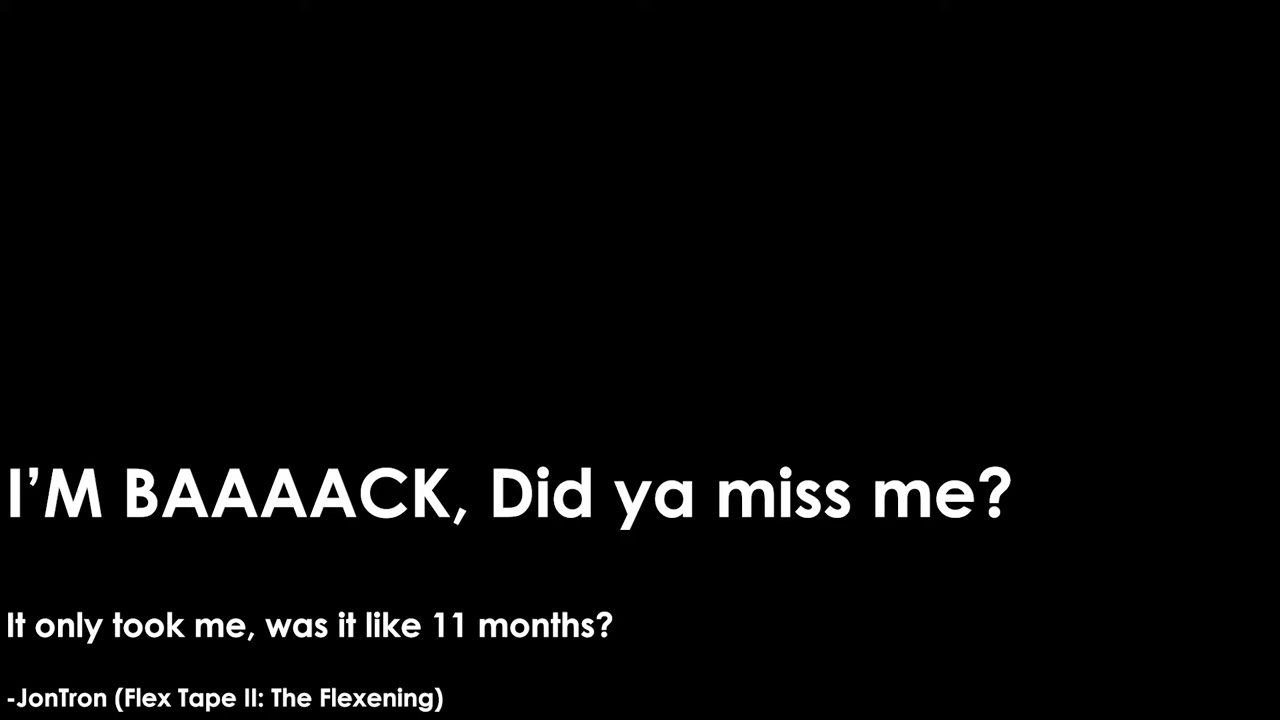 I’M BAAAACK, Did ya miss me?
It only took me, was it like 11 months?
-JonTron (Flex Tape II: The Flexening)